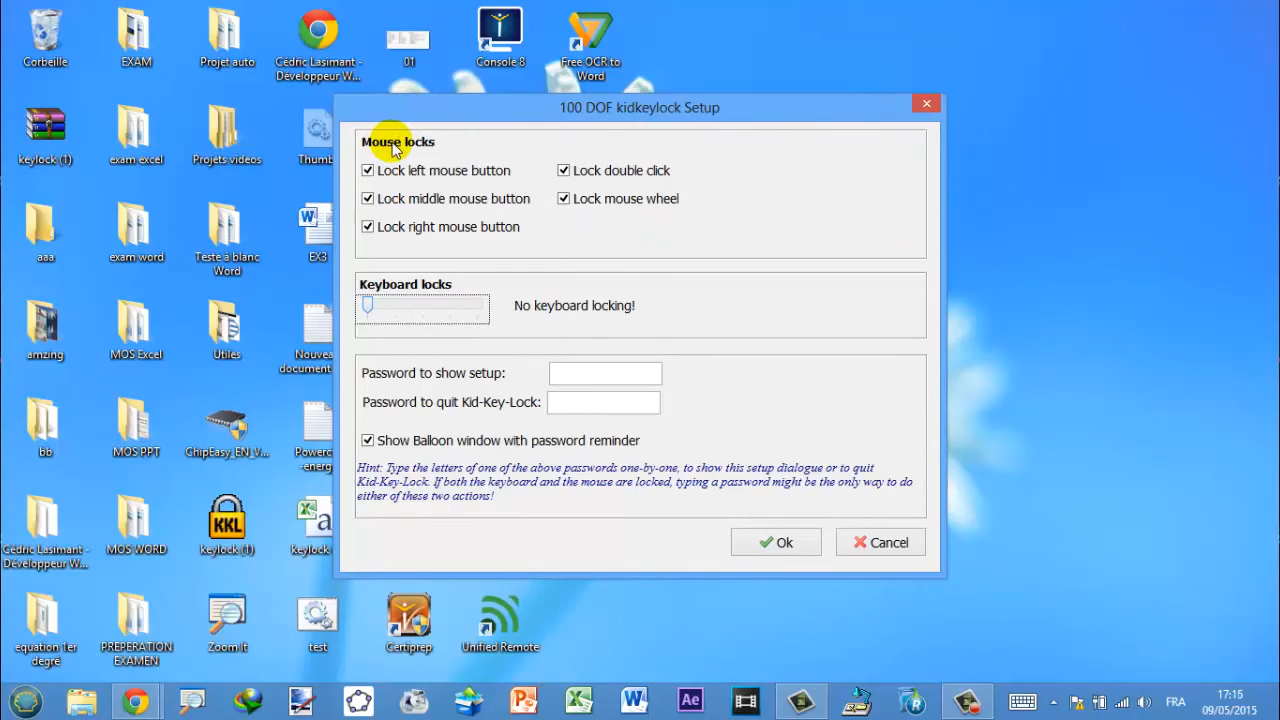 Corbeille
EXAM
Projet auto
Cédric Lasimant -
Développeur W...
01
Console 8
Free OCR to
Word
100 DOF kidkeylock Setup
keylock (1)
exam excel
Projets videos
Thumb
Mouse locks
Lock left mouse button
Lock double click
Lock middle mouse button
Lock mouse wheel
Lock right mouse button
aaa
exam word
Teste à blanc
Word
EX3
Keyboard locks
No keyboard locking!
amzing
MOS Excel
Utiles
Nouvea
document
Password to show setup:
Password to quit Kid-Key-Lock:
Show Balloon window with password reminder
bb
MOS PPT
ChipEasy_EN_V...
Powerc
-energ
Hint: Type the letters of one of the above passwords one-by-one, to show this setup dialogue or to quit
Kid-Key-Lock. If both the keyboard and the mouse are locked, typing a password might be the only way to do
either of these two actions!
Ok
Cancel
Cédric Lasimant -
Développeur W...
MOS WORD
KKL
keylock (1)
keylock
equation 1er
degré
PREPERATION
EXAMEN
Zoom It
test
Certiprep
Unified Remote
Ae
FRA
17:15
09/05/2015